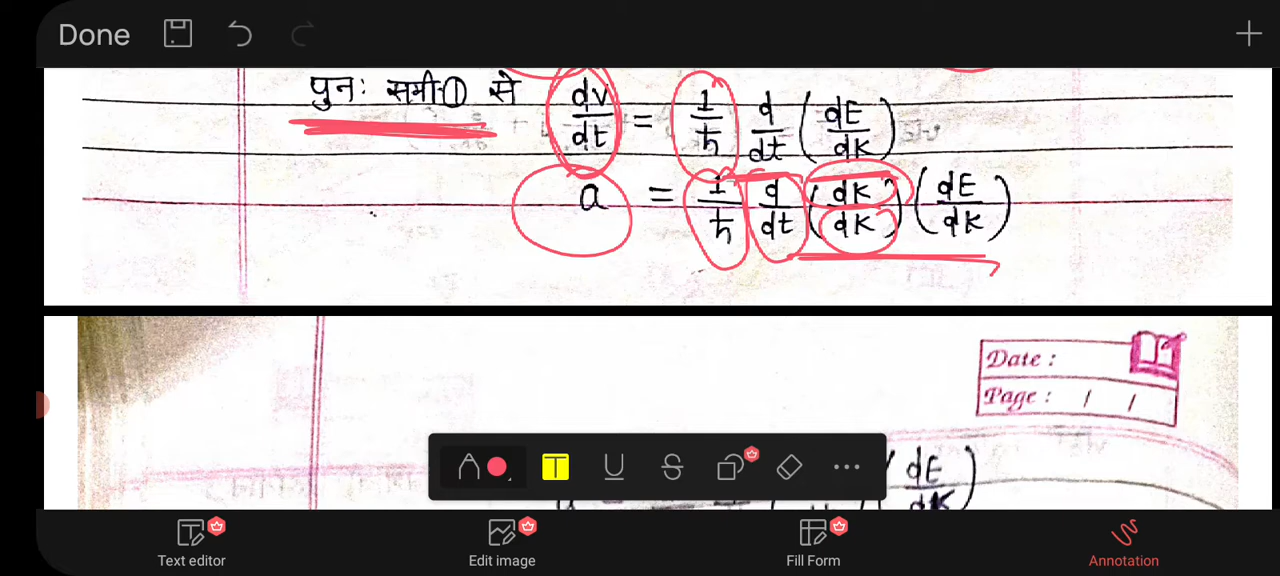 Done
पुनः समी① से dv/dt = 1/ħ d/dt (dE/dK)
a = 1/ħ d/dt (dK/dK) (dE/dK)
Date :
Page : / /
(dE/dK)
T U S
Text editor Edit image Fill Form Annotation